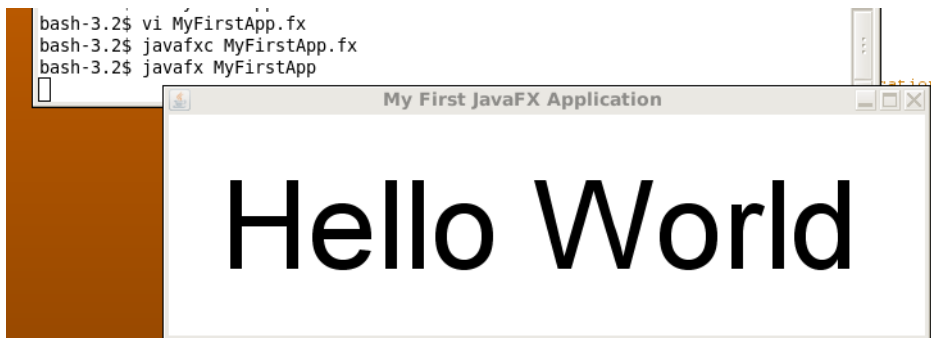 bash-3.2$ vi MyFirstApp.fx
bash-3.2$ javafxc MyFirstApp.fx
bash-3.2$ javafx MyFirstApp
My First JavaFX Application
Hello World